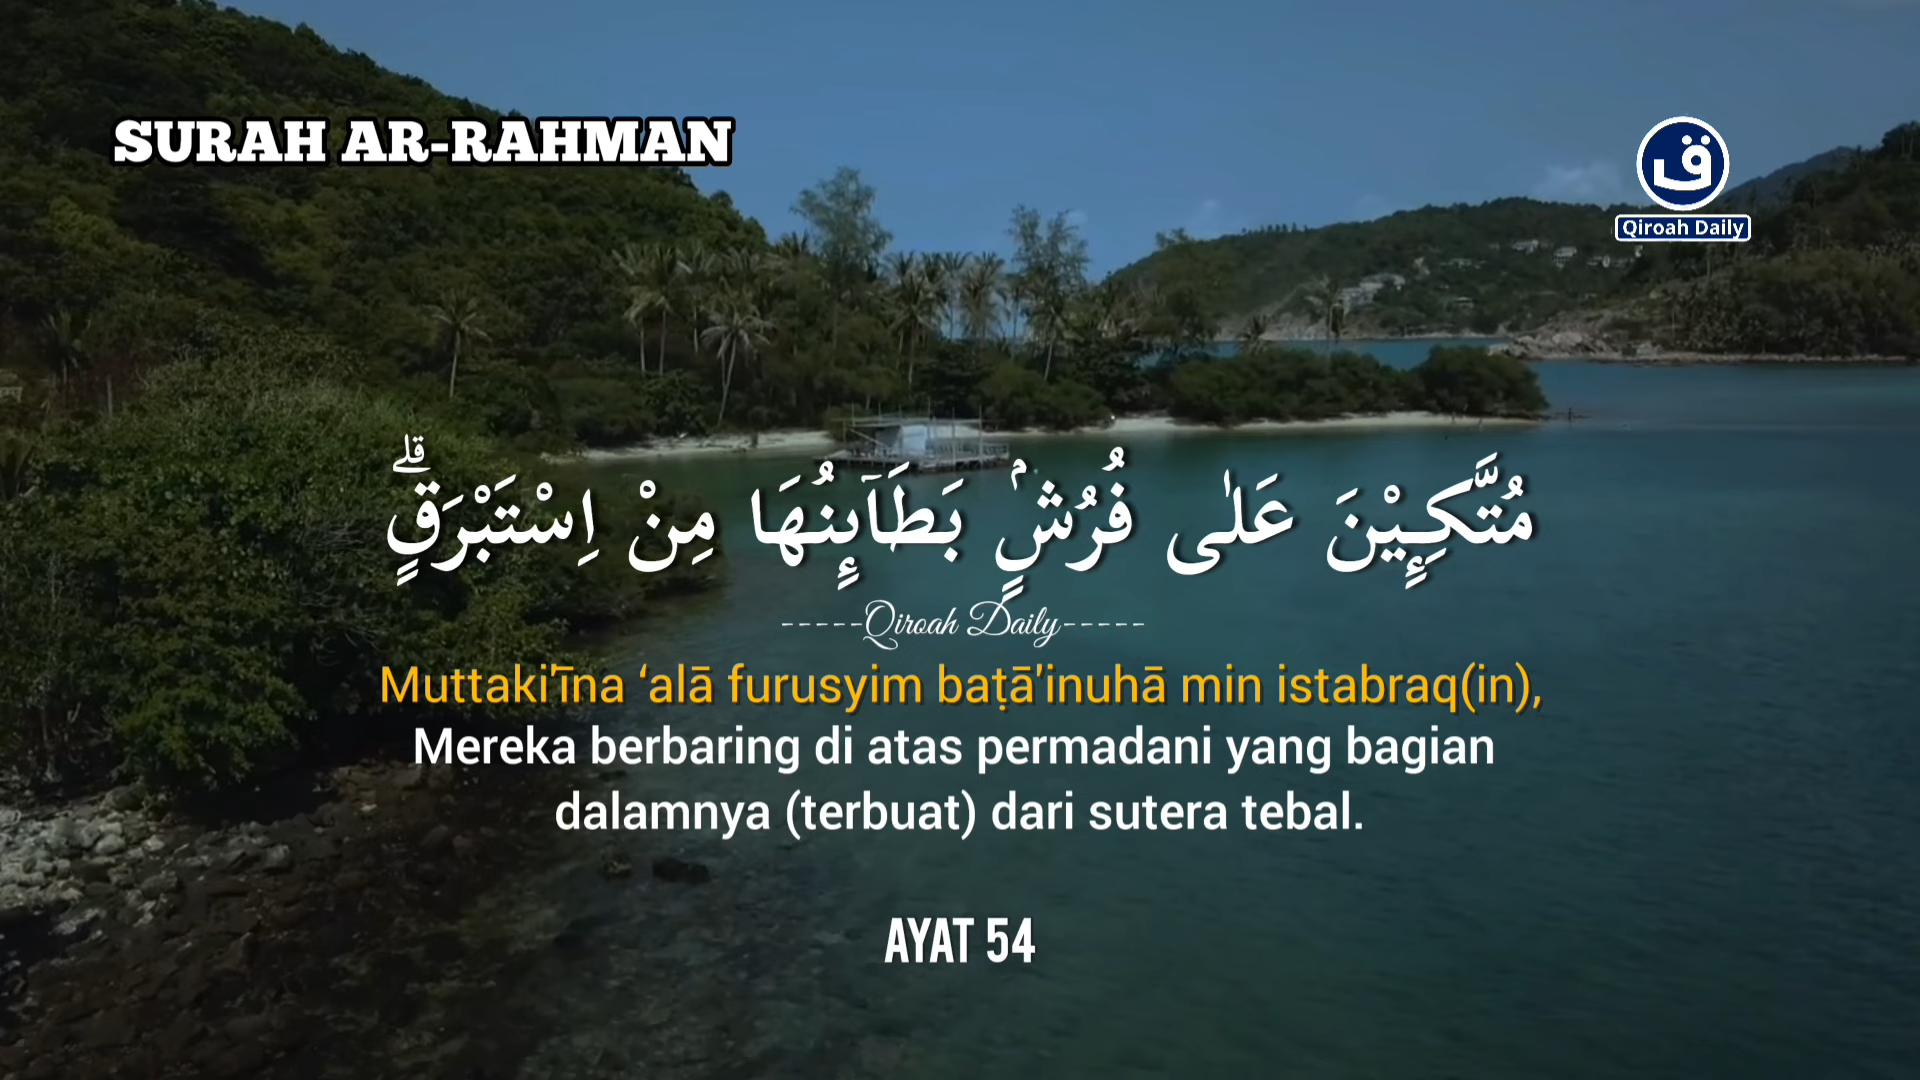 SURAH AR-RAHMAN
ق
Qiroah Daily
مُتَّكِـِٕيْنَ عَلٰى فُرُشٍۢ بَطَاۤىِٕنُهَا مِنْ اِسْتَبْرَقٍۗ
-----Qiroah Daily-----
Muttaki'īna ‘alā furusyim baṭā'inuhā min istabraq(in),
Mereka berbaring di atas permadani yang bagian
dalamnya (terbuat) dari sutera tebal.
AYAT 54